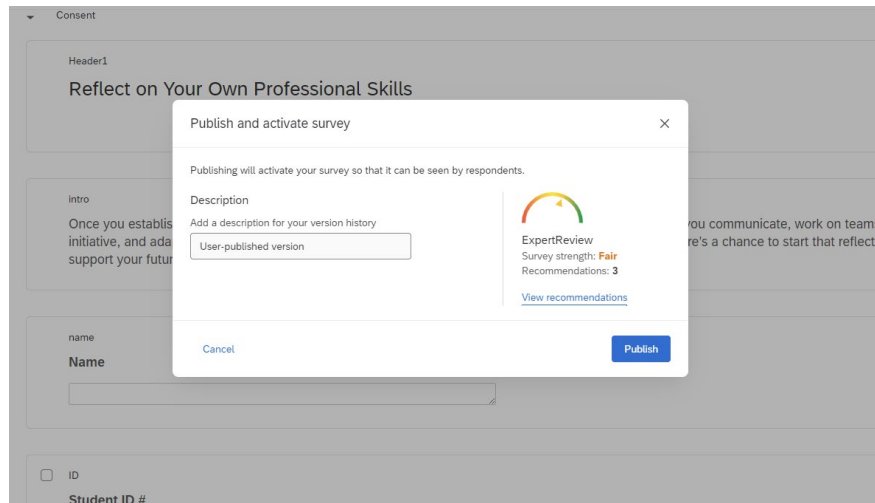 Consent
Header1
Reflect on Your Own Professional Skills
Publish and activate survey
Publishing will activate your survey so that it can be seen by respondents.
Description
Add a description for your version history
User-published version
ExpertReview
Survey strength: Fair
Recommendations: 3
View recommendations
Cancel
Publish
intro
Once you establis
you communicate, work on team
initiative, and ada
re's a chance to start that reflect
support your futur
name
Name
ID
Student ID #